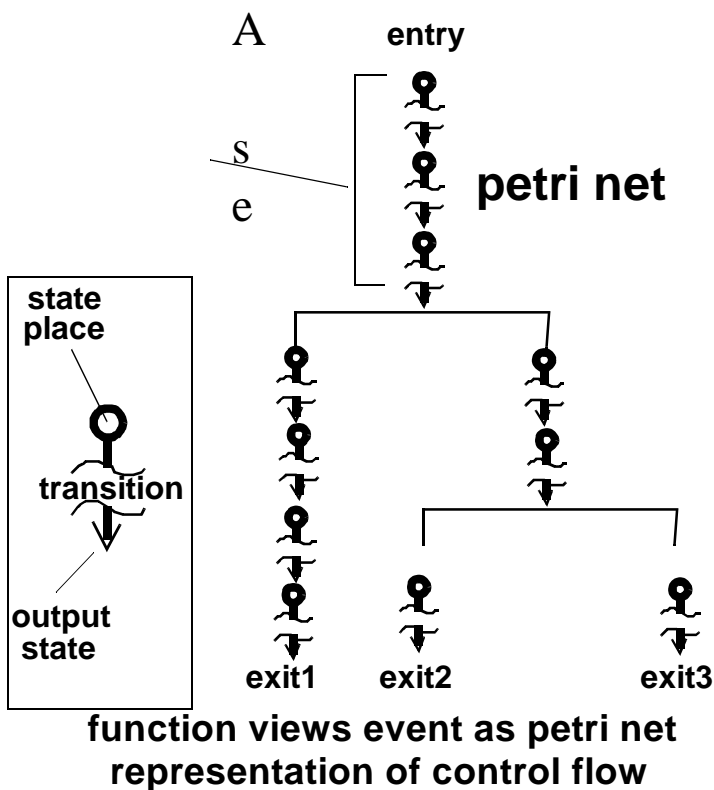 A
entry
s
e
petri net
state
place
transition
output
state
exit1
exit2
exit3
function views event as petri net
representation of control flow